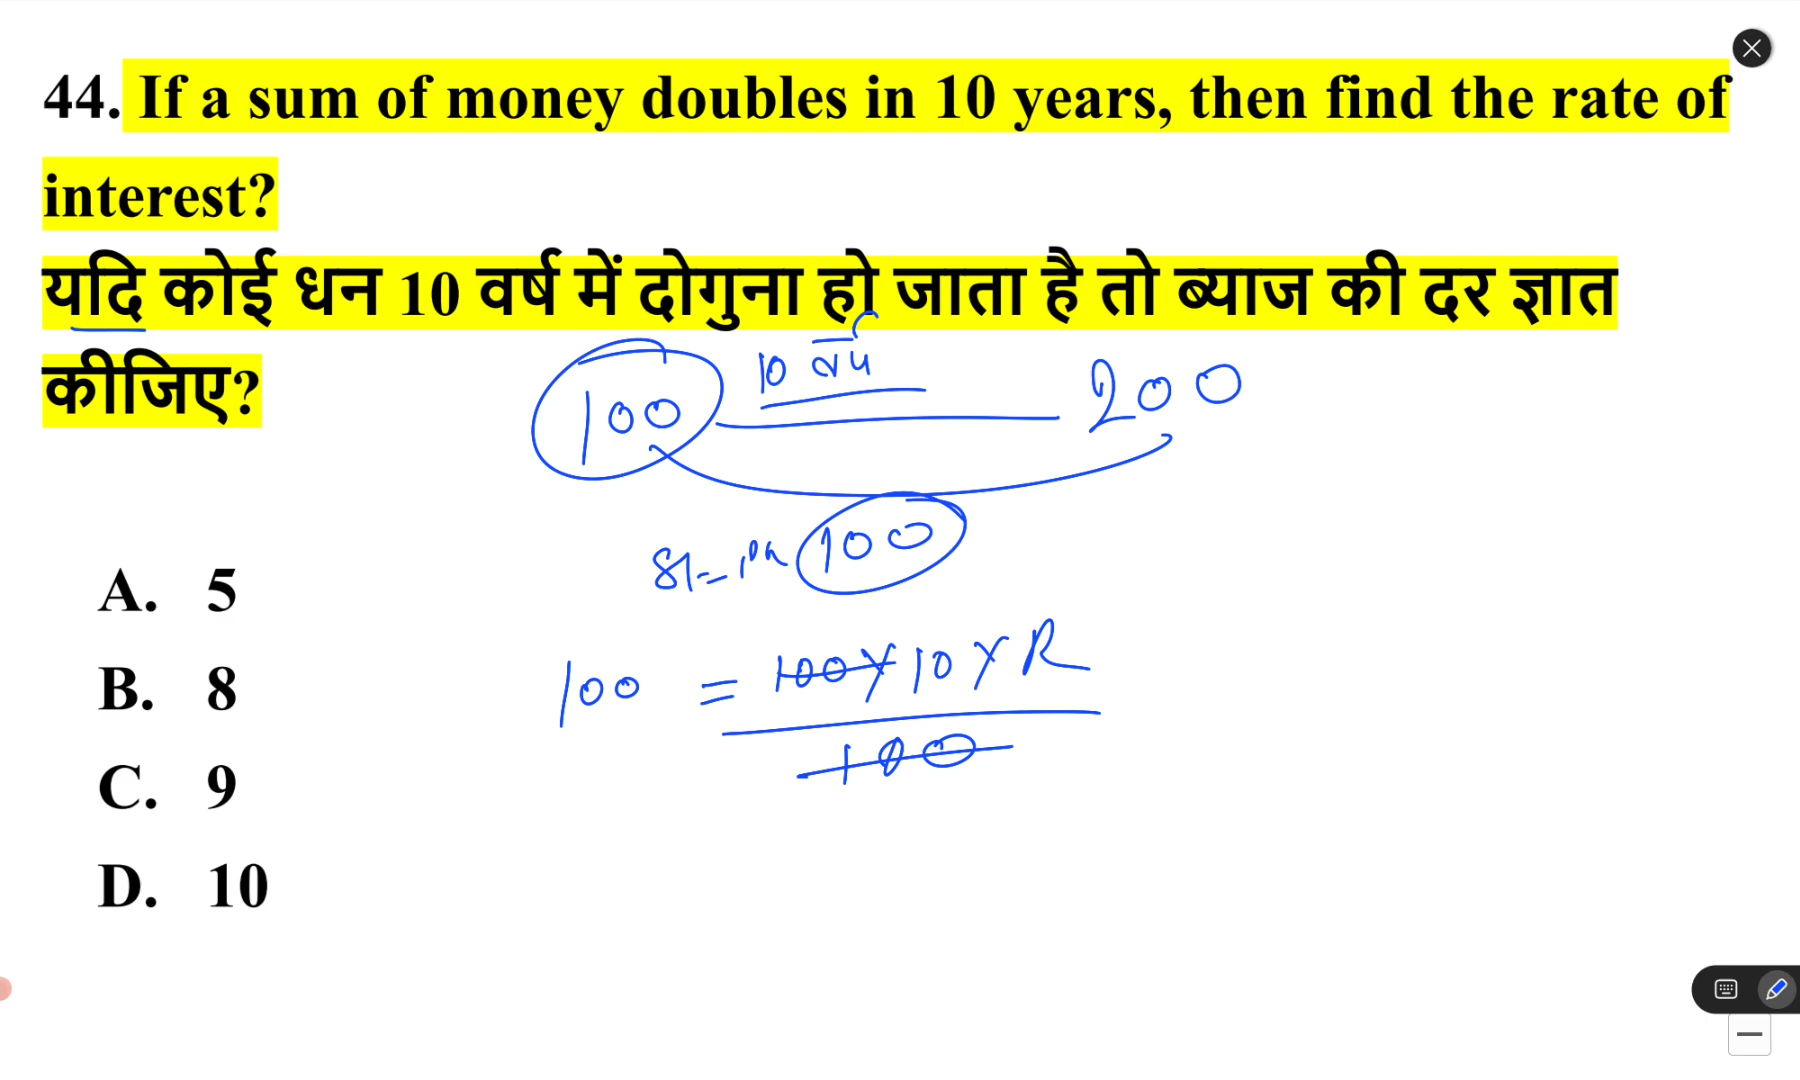 44. If a sum of money doubles in 10 years, then find the rate of
interest?
यदि कोई धन 10 वर्ष में दोगुना हो जाता है तो ब्याज की दर ज्ञात
कीजिए?
100 10 वर्ष 200
100
100 = 100 × 10 × R
100
A. 5
B. 8
C. 9
D. 10